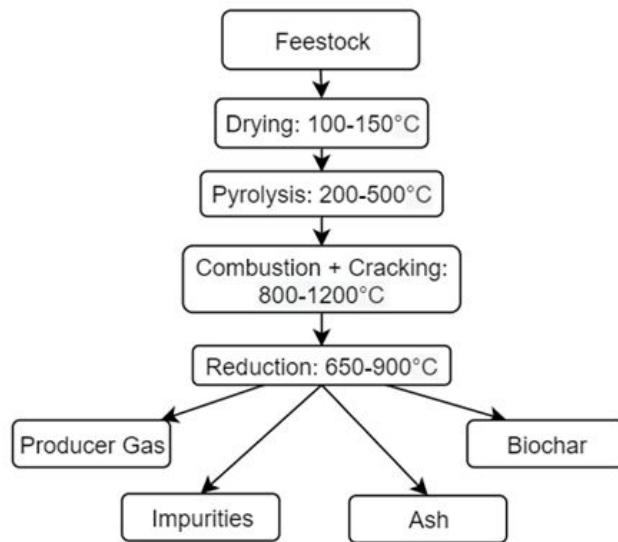 Feestock
Drying: 100-150°C
Pyrolysis: 200-500°C
Combustion + Cracking:
800-1200°C
Reduction: 650-900°C
Producer Gas
Biochar
Impurities
Ash